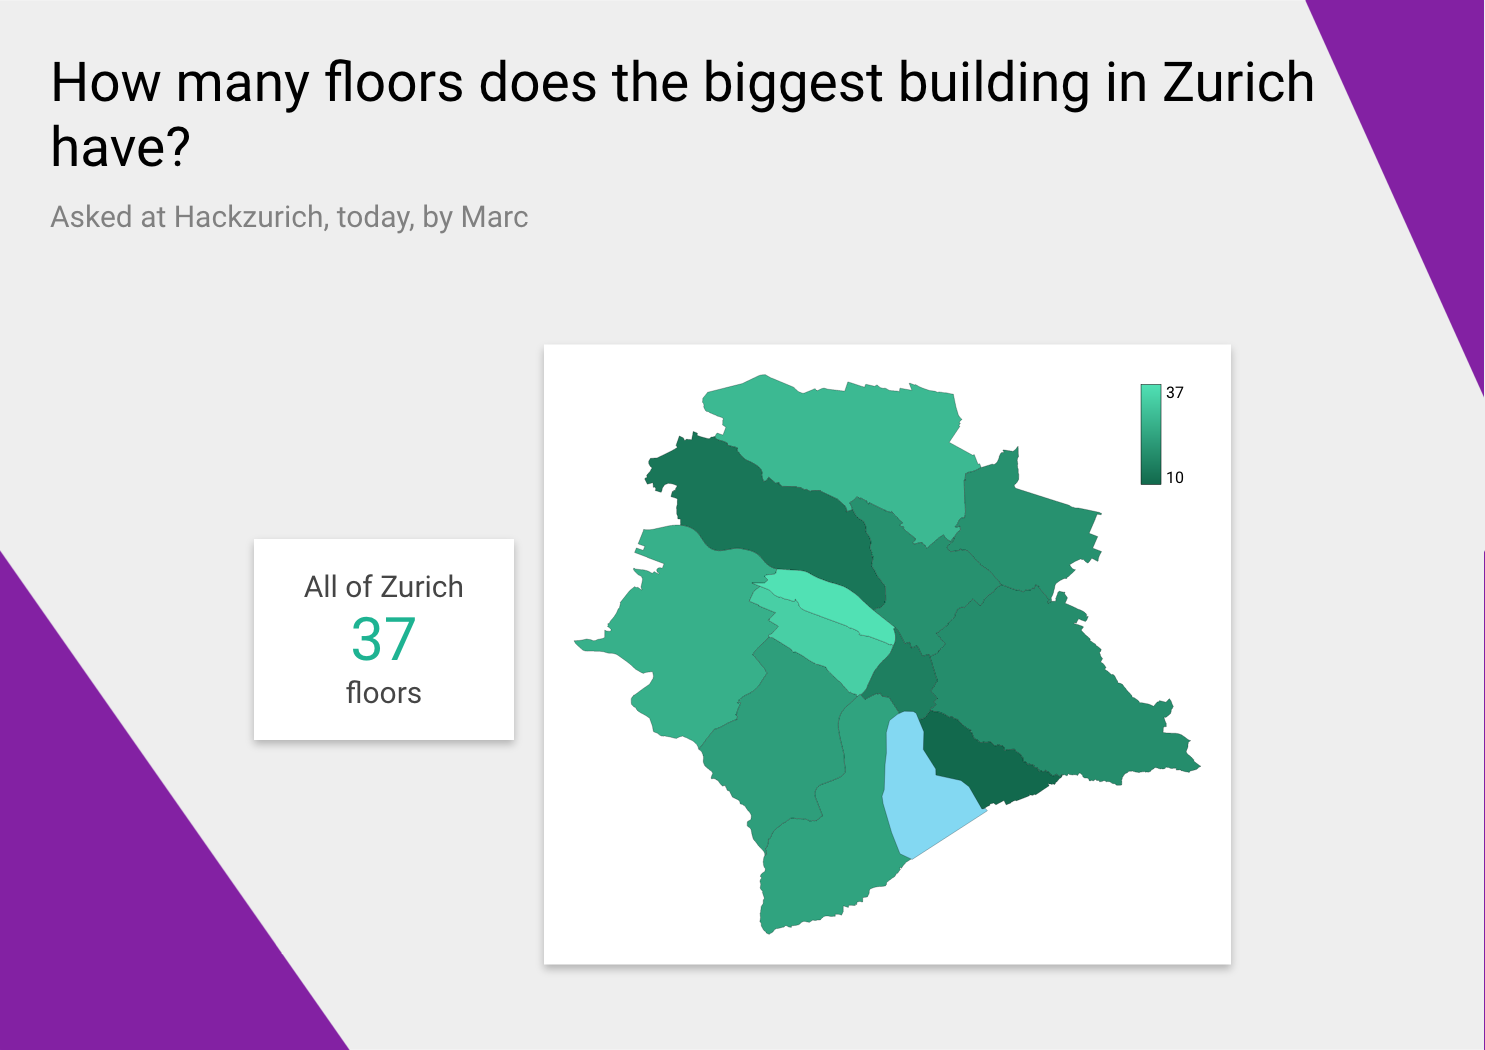 How many floors does the biggest building in Zurich
have?
Asked at Hackzurich, today, by Marc
37
10
All of Zurich
37
floors